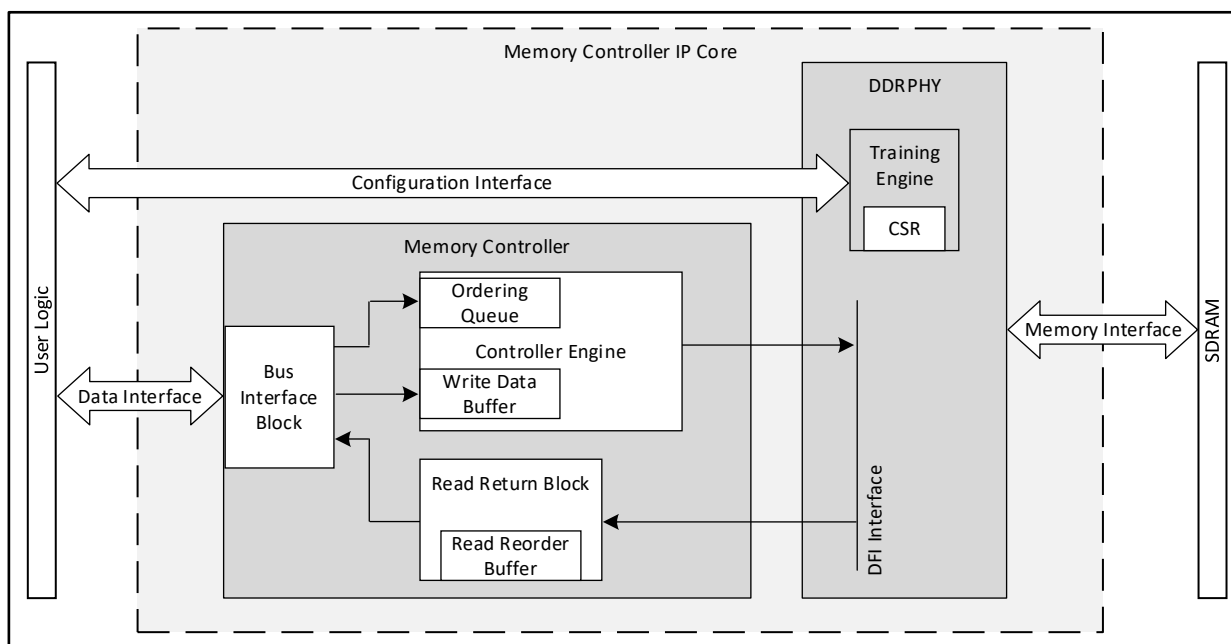 Memory Controller IP Core
DDRPHY
Training
Engine
CSR
Configuration Interface
Memory Controller
Ordering
Queue
Controller Engine
Write Data
Buffer
Bus
Interface
Block
User Logic
Data Interface
Memory Interface
SDRAM
Read Return Block
Read Reorder
Buffer
DFI Interface